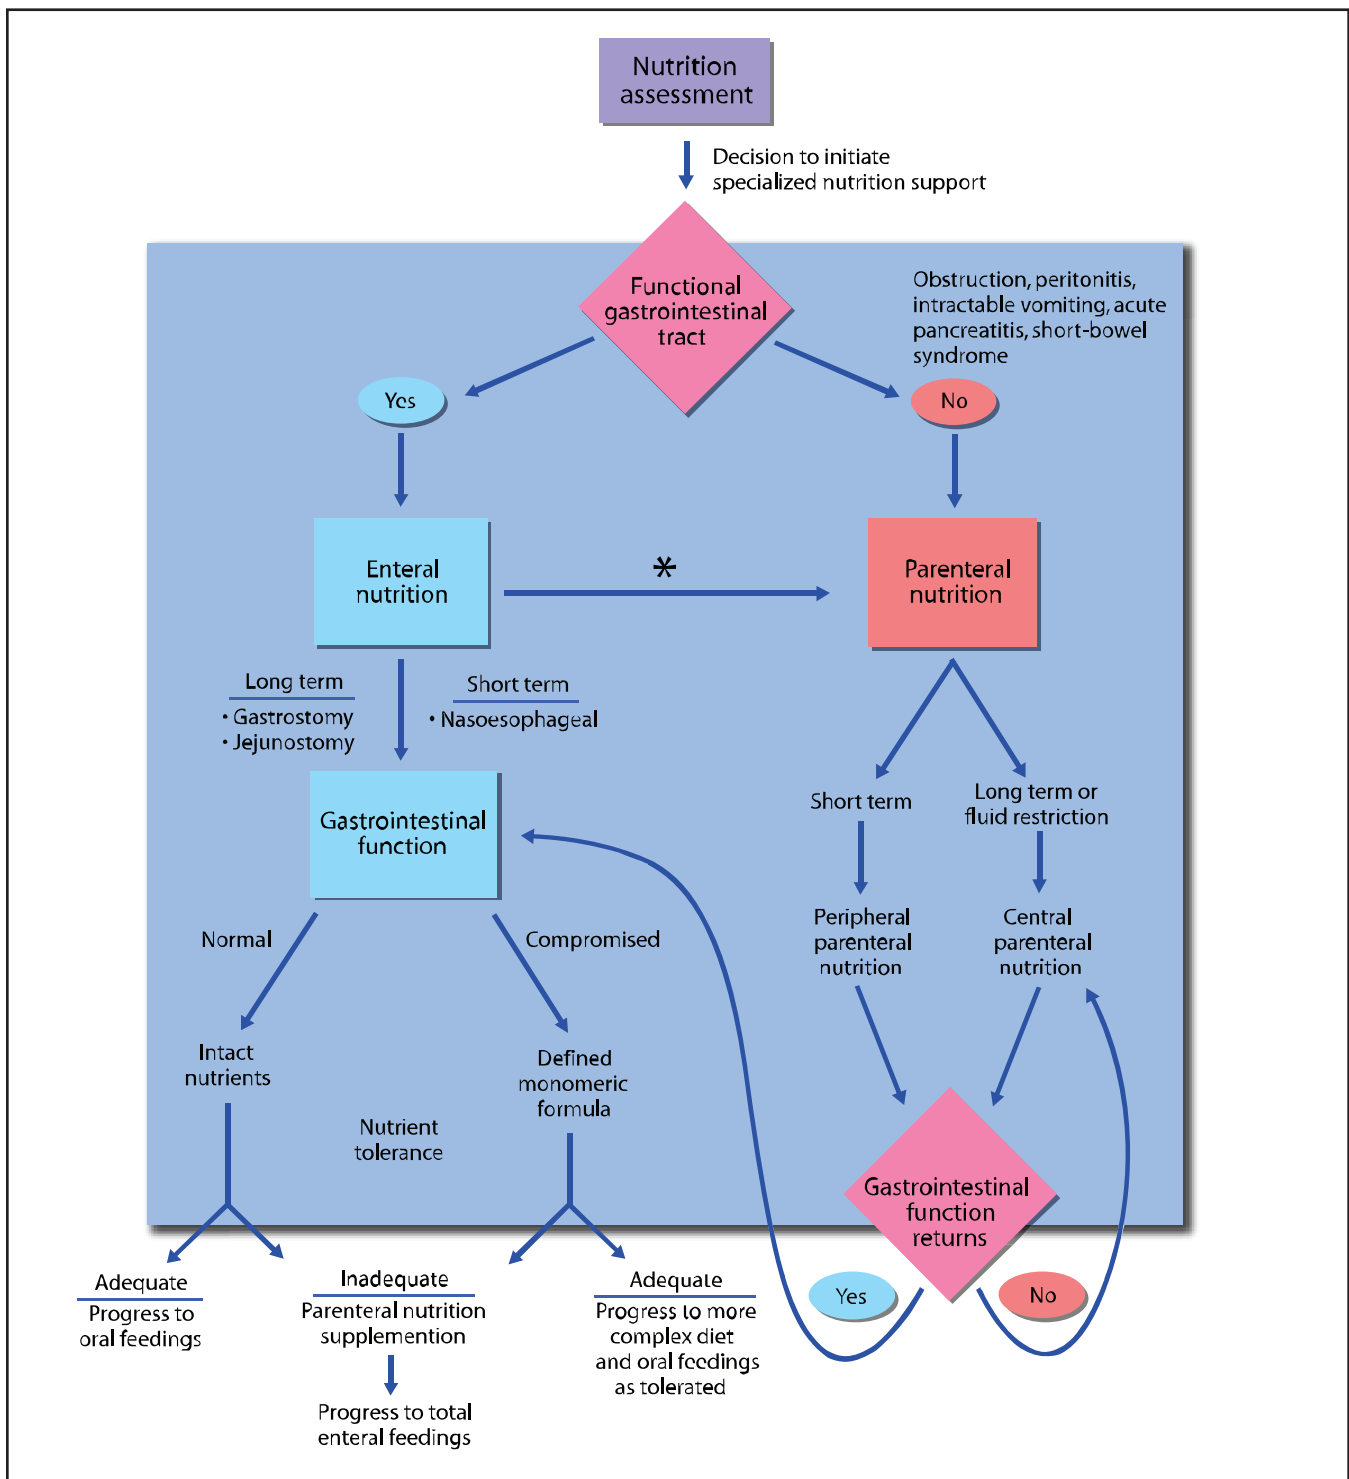 Nutrition
assessment
Decision to initiate
specialized nutrition support
Functional
gastrointestinal
tract
Obstruction, peritonitis,
intractable vomiting, acute
pancreatitis, short-bowel
syndrome
Yes
No
Enteral
nutrition
*
Parenteral
nutrition
Long term
• Gastrostomy
• Jejunostomy
Short term
• Nasoesophageal
Short term
Long term or
fluid restriction
Gastrointestinal
function
Peripheral
parenteral
nutrition
Central
parenteral
nutrition
Normal
Compromised
Intact
nutrients
Defined
monomeric
formula
Nutrient
tolerance
Gastrointestinal
function
returns
Yes
No
Adequate
Progress to
oral feedings
Inadequate
Parenteral nutrition
supplemention
Progress to total
enteral feedings
Adequate
Progress to more
complex diet
and oral feedings
as tolerated